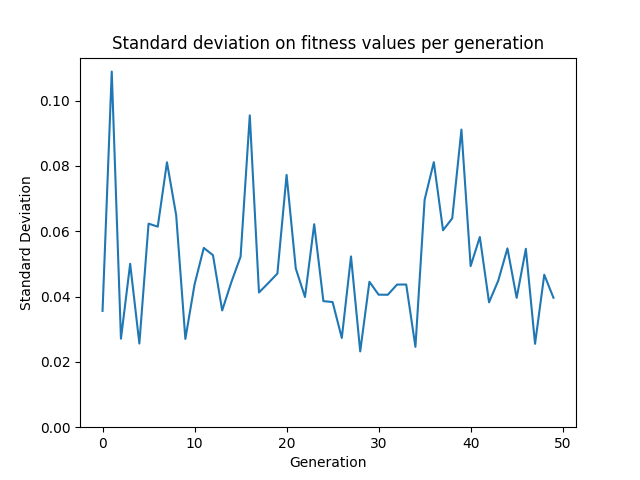 Standard deviation on fitness values per generation
Standard Deviation
0.10
0.08
0.06
0.04
0.02
0.00
0 10 20 30 40 50
Generation